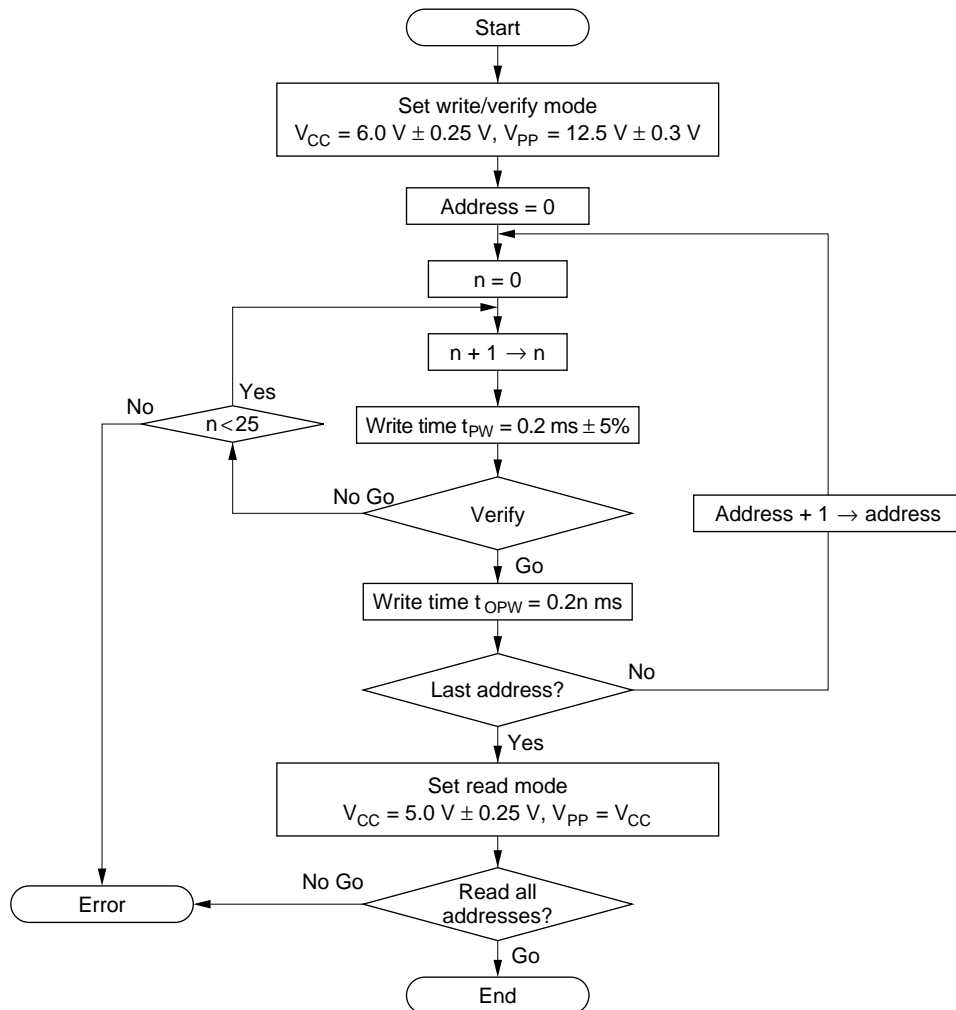 Start
Set write/verify mode
VCC = 6.0 V ± 0.25 V, VPP = 12.5 V ± 0.3 V
Address = 0
n = 0
n + 1 → n
Yes
No
n<25
Write time tPW = 0.2 ms ± 5%
No Go
Verify
Address + 1 → address
Go
Write time tOPW = 0.2n ms
No
Last address?
Yes
Set read mode
VCC = 5.0 V ± 0.25 V, VPP = VCC
No Go
Read all
addresses?
Error
Go
End